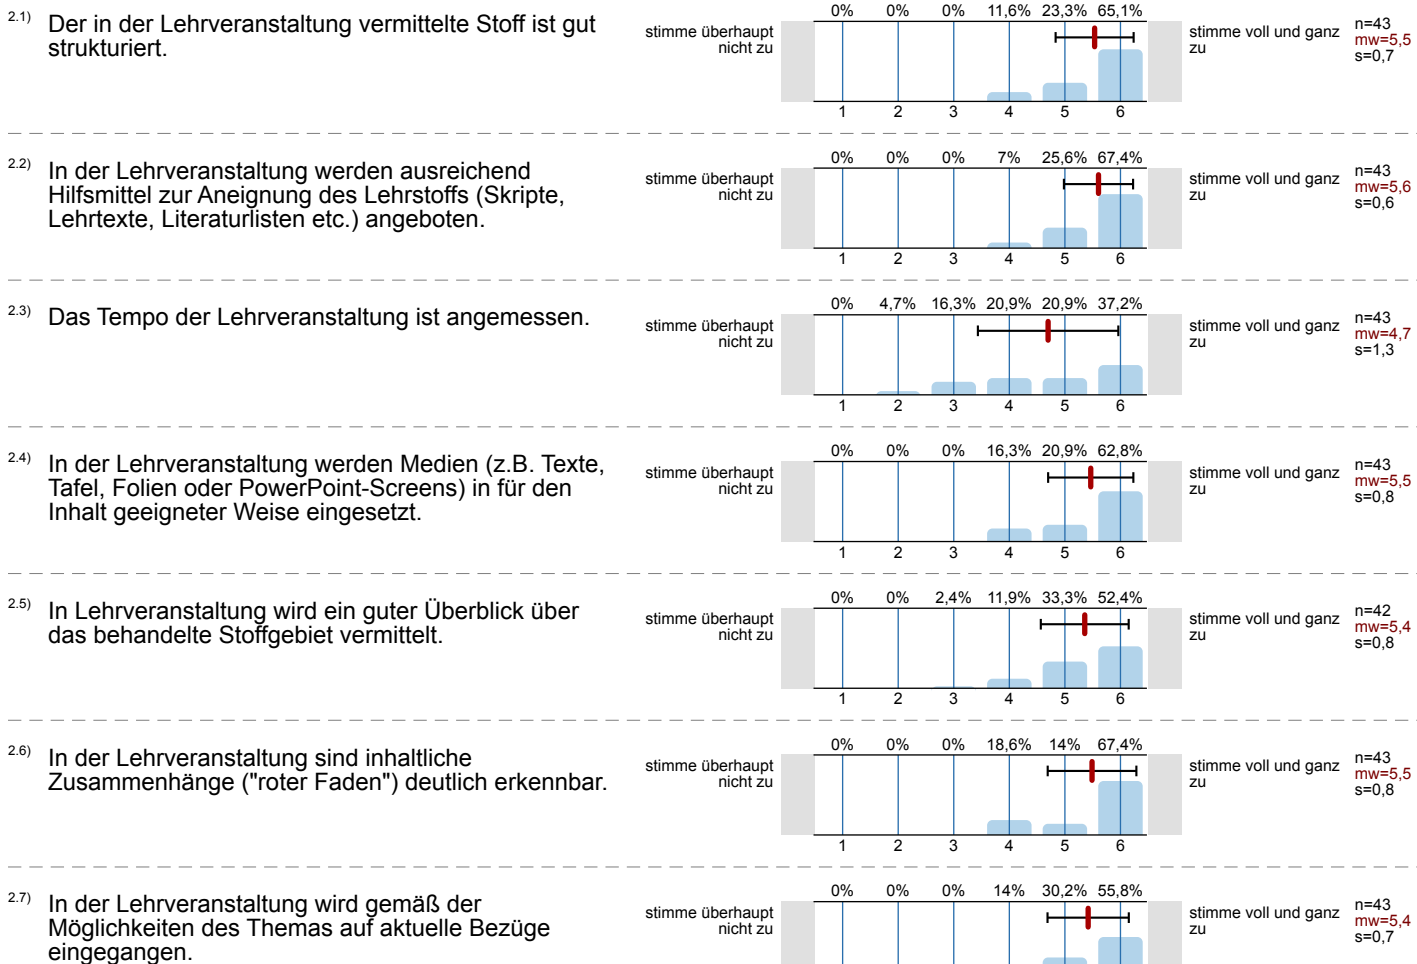 2.1) Der in der Lehrveranstaltung vermittelte Stoff ist gut
strukturiert.
stimme überhaupt
nicht zu
0% 0% 0% 11,6% 23,3% 65,1%
1 2 3 4 5 6
stimme voll und ganz
zu
n=43
mw=5,5
s=0,7
2.2) In der Lehrveranstaltung werden ausreichend
Hilfsmittel zur Aneignung des Lehrstoffs (Skripte,
Lehrtexte, Literaturlisten etc.) angeboten.
stimme überhaupt
nicht zu
0% 0% 0% 7% 25,6% 67,4%
1 2 3 4 5 6
stimme voll und ganz
zu
n=43
mw=5,6
s=0,6
2.3) Das Tempo der Lehrveranstaltung ist angemessen.
stimme überhaupt
nicht zu
0% 4,7% 16,3% 20,9% 20,9% 37,2%
1 2 3 4 5 6
stimme voll und ganz
zu
n=43
mw=4,7
s=1,3
2.4) In der Lehrveranstaltung werden Medien (z.B. Texte,
Tafel, Folien oder PowerPoint-Screens) in für den
Inhalt geeigneter Weise eingesetzt.
stimme überhaupt
nicht zu
0% 0% 0% 16,3% 20,9% 62,8%
1 2 3 4 5 6
stimme voll und ganz
zu
n=43
mw=5,5
s=0,8
2.5) In Lehrveranstaltung wird ein guter Überblick über
das behandelte Stoffgebiet vermittelt.
stimme überhaupt
nicht zu
0% 0% 2,4% 11,9% 33,3% 52,4%
1 2 3 4 5 6
stimme voll und ganz
zu
n=42
mw=5,4
s=0,8
2.6) In der Lehrveranstaltung sind inhaltliche
Zusammenhänge ("roter Faden") deutlich erkennbar.
stimme überhaupt
nicht zu
0% 0% 0% 18,6% 14% 67,4%
1 2 3 4 5 6
stimme voll und ganz
zu
n=43
mw=5,5
s=0,8
2.7) In der Lehrveranstaltung wird gemäß der
Möglichkeiten des Themas auf aktuelle Bezüge
eingegangen.
stimme überhaupt
nicht zu
0% 0% 0% 14% 30,2% 55,8%
stimme voll und ganz
zu
n=43
mw=5,4
s=0,7